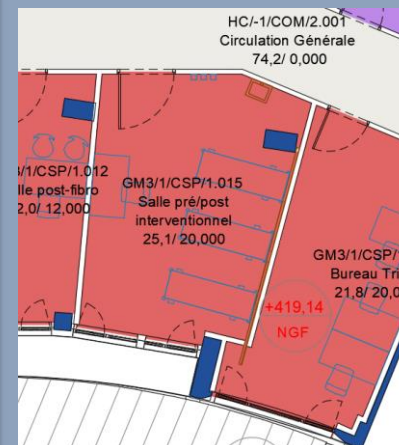 HC/-1/COM/2.001
Circulation Générale
74,2/ 0,000
/1/CSP/1.012
lle post-fibro
2,0/ 12,000
GM3/1/CSP/1.015
Salle pré/post
interventionnel
25,1/ 20,000
GM3/1/CSP/
Bureau Tri
21,8/ 20,0
+419,14
NGF